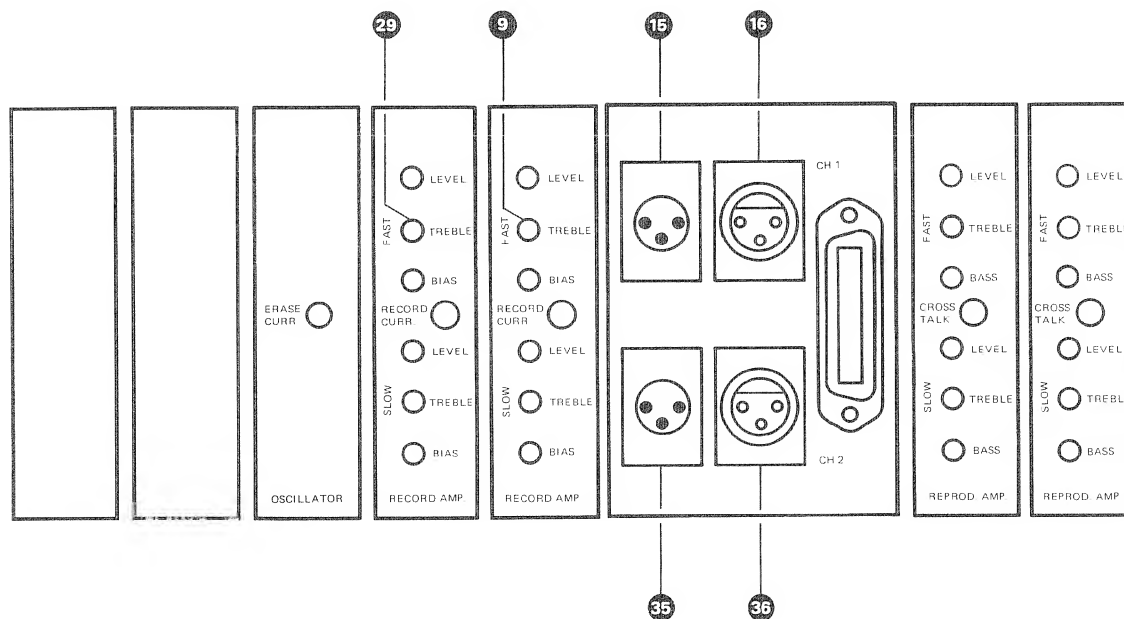 29
9
15
16
ERASE
CURR
OSCILLATOR
FAST
LEVEL
TREBLE
BIAS
RECORD
CURR.
SLOW
LEVEL
TREBLE
BIAS
RECORD AMP.
FAST
LEVEL
TREBLE
BIAS
RECORD
CURR
SLOW
LEVEL
TREBLE
BIAS
RECORD AMP.
CH 1
CH 2
FAST
LEVEL
TREBLE
BASS
CROSS
TALK
SLOW
LEVEL
TREBLE
BASS
REPROD. AMP.
FAST
LEVEL
TREBLE
BASS
CROSS
TALK
SLOW
LEVEL
TREBL
BASS
REPROD. AMP
35
36